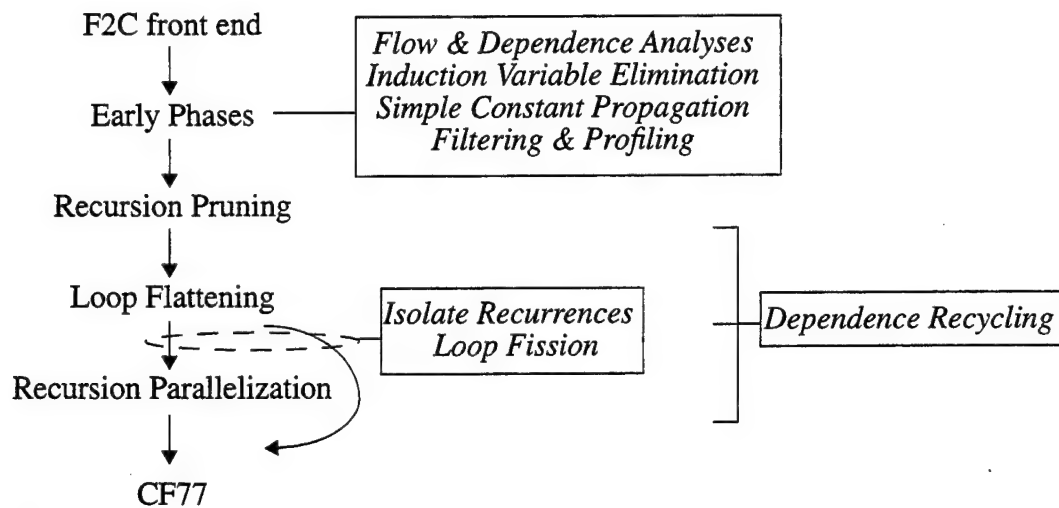 F2C front end
Flow & Dependence Analyses
Induction Variable Elimination
Simple Constant Propagation
Filtering & Profiling
Early Phases
Recursion Pruning
Loop Flattening
Isolate Recurrences
Loop Fission
Dependence Recycling
Recursion Parallelization
CF77